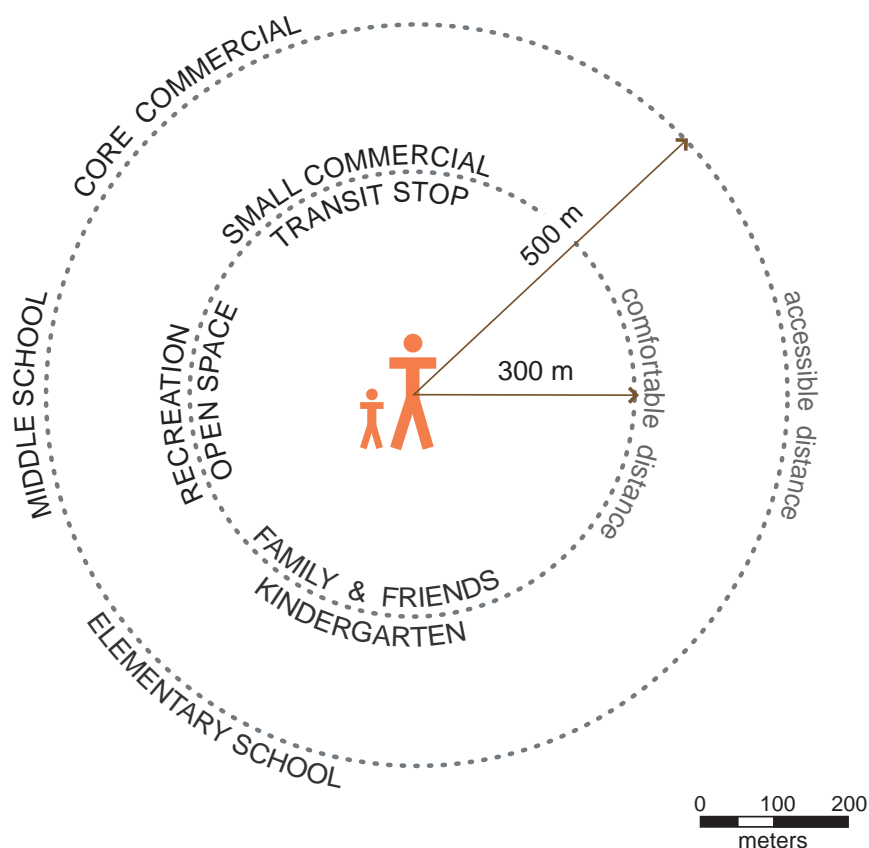 CORE COMMERCIAL
SMALL COMMERCIAL
TRANSIT STOP
500 m
MIDDLE SCHOOL
RECREATION
OPEN SPACE
300 m
comfortable distance
accessible distance
FAMILY & FRIENDS
KINDERGARTEN
ELEMENTARY SCHOOL
0 100 200
meters